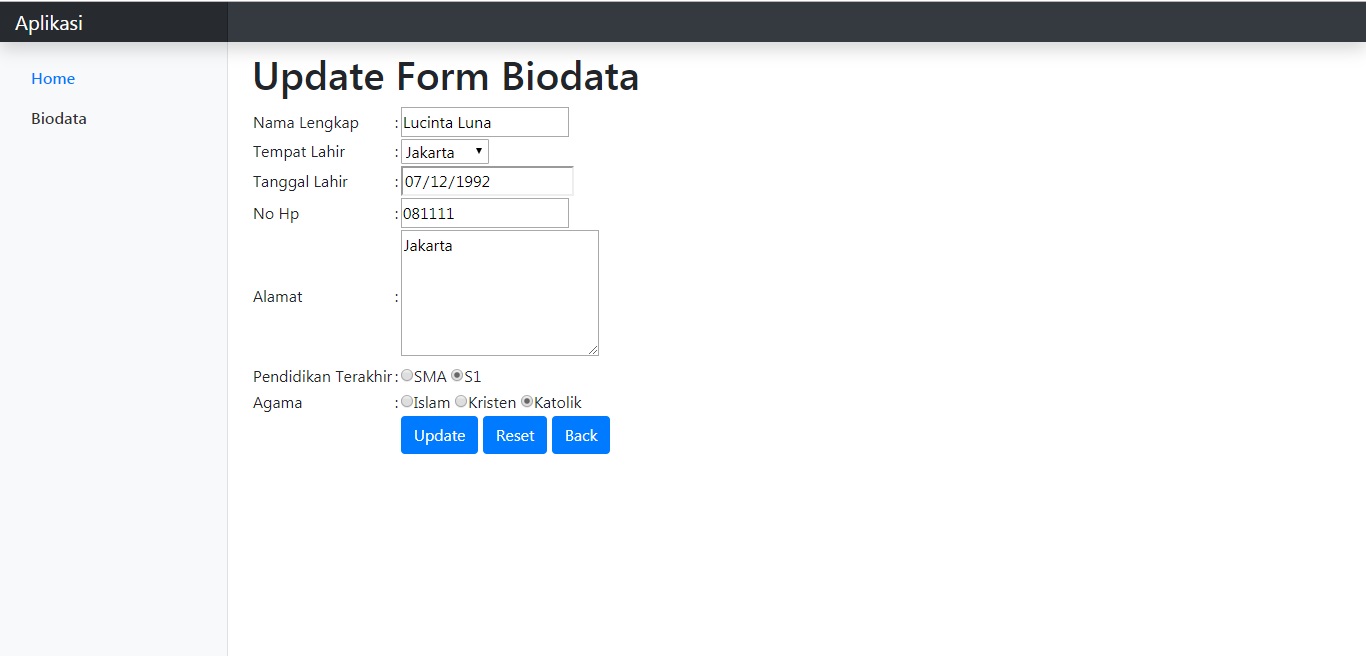 Aplikasi
Home
Biodata
Update Form Biodata
Nama Lengkap : Lucinta Luna
Tempat Lahir : Jakarta
Tanggal Lahir : 07/12/1992
No Hp : 081111
Alamat : Jakarta
Pendidikan Terakhir : SMA S1
Agama : Islam Kristen Katolik
Update Reset Back